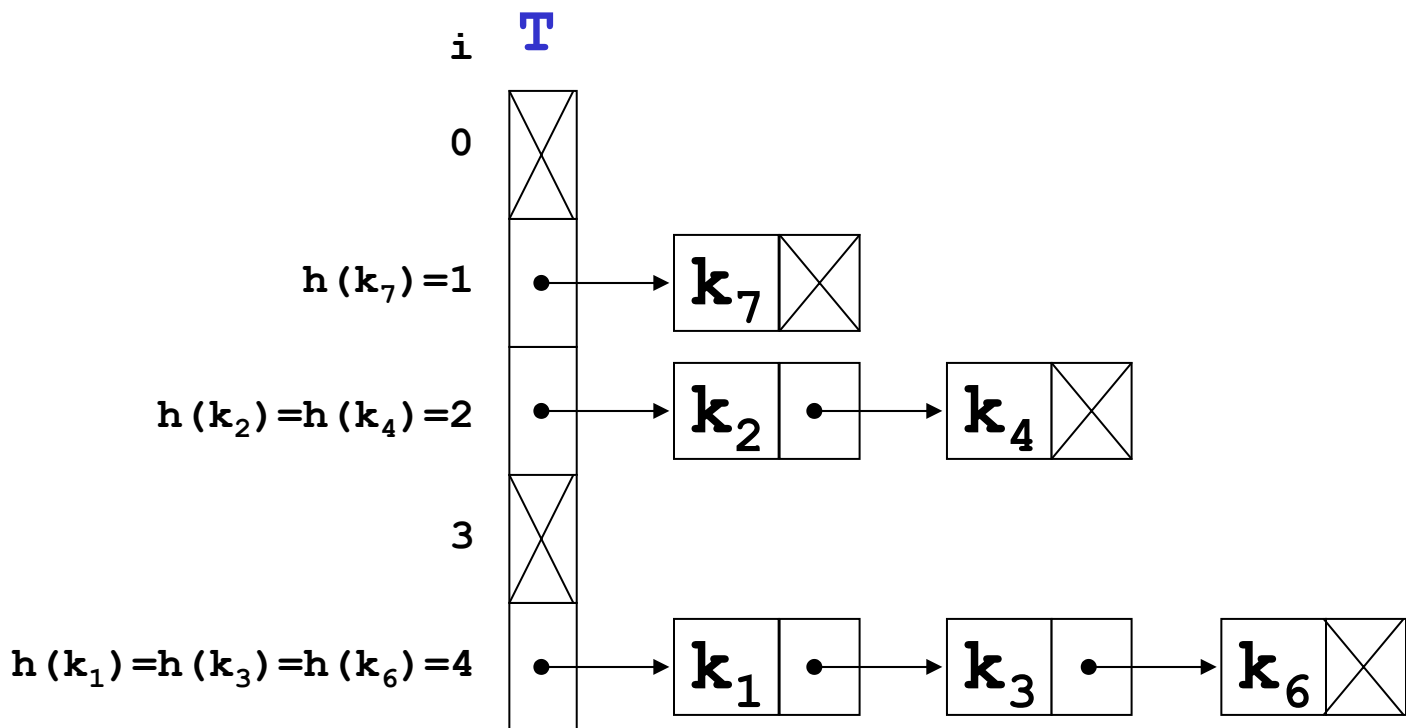 i T
0
h(k₇)=1 k₇
h(k₂)=h(k₄)=2 k₂ k₄
3
h(k₁)=h(k₃)=h(k₆)=4 k₁ k₃ k₆